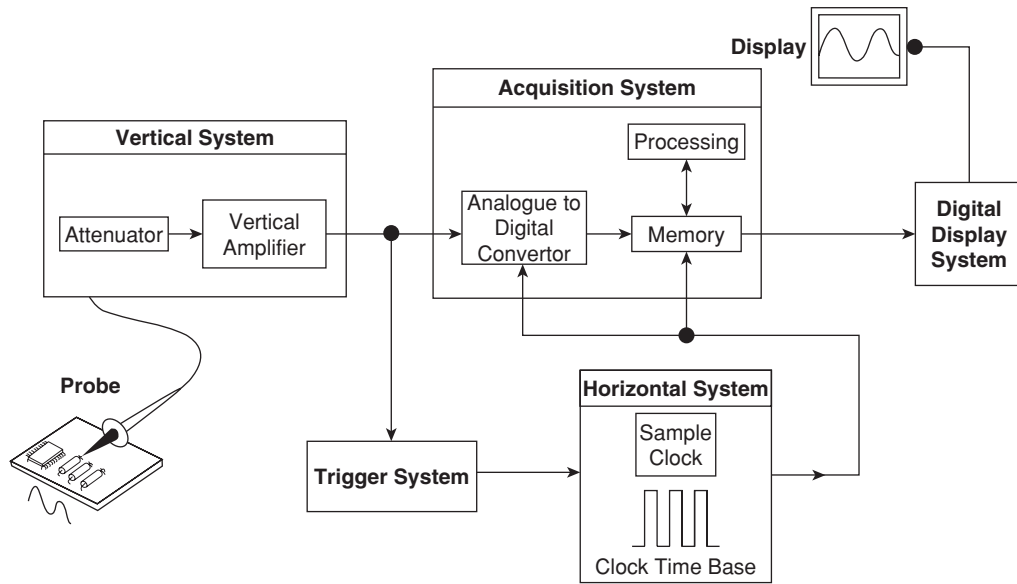 Display
Acquisition System
Vertical System
Processing
Attenuator
Vertical
Amplifier
Analogue to
Digital
Convertor
Memory
Digital
Display
System
Probe
Horizontal System
Sample
Clock
Trigger System
Clock Time Base